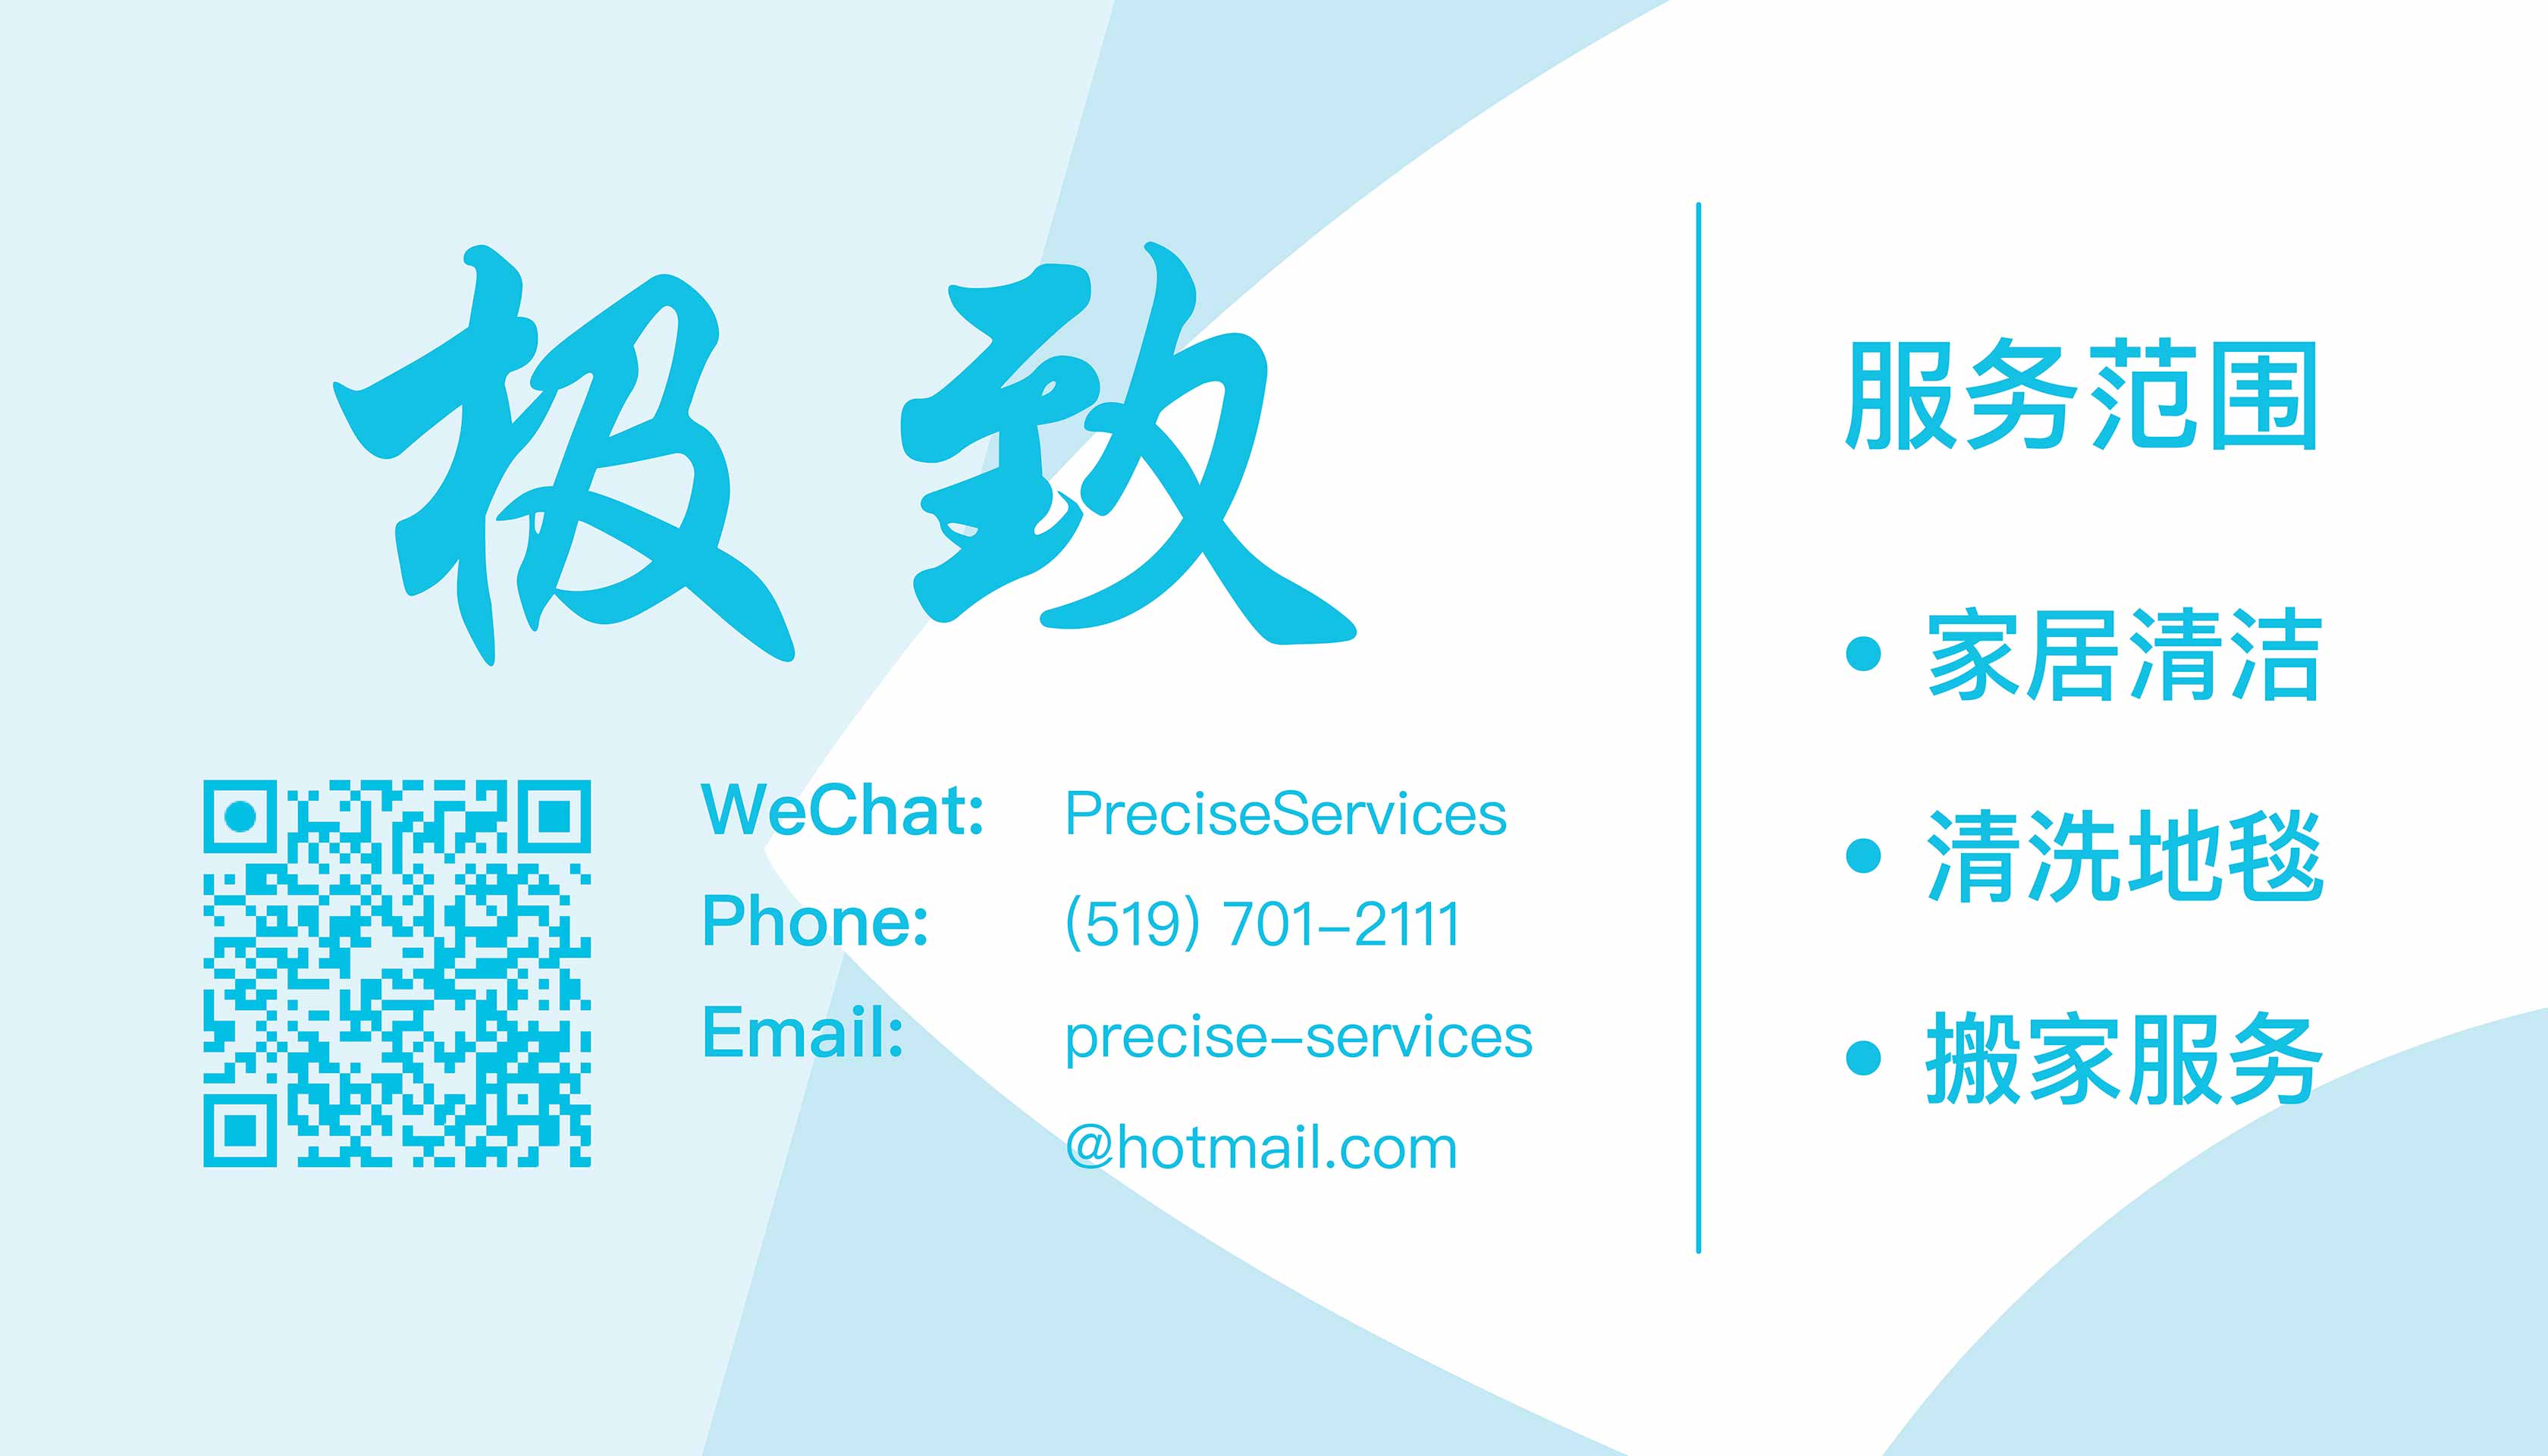 极致
WeChat: PreciseServices
Phone: (519) 701-2111
Email: precise-services
@hotmail.com
服务范围
• 家居清洁
• 清洗地毯
• 搬家服务